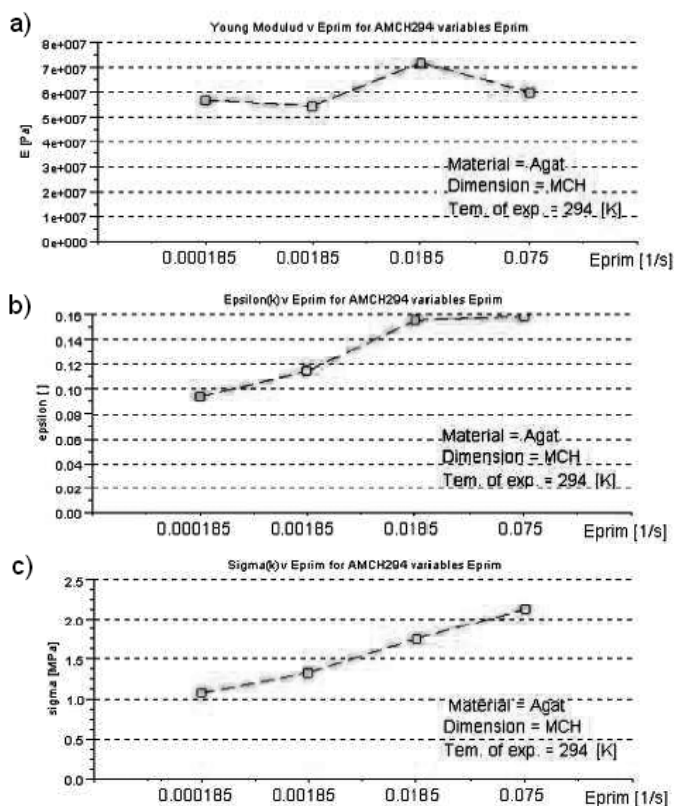 a)
Young Modulud v Eprim for AMCH294 variables Eprim
8e+007
7e+007
6e+007
5e+007
4e+007
3e+007
2e+007
1e+007
0e+000
E [Pa]
Material = Agat
Dimension = MCH
Tem. of exp. = 294 [K]
0.000185 0.00185 0.0185 0.075 Eprim [1/s]
b)
Epsilon(k) v Eprim for AMCH294 variables Eprim
0.16
0.14
0.12
0.10
0.08
0.06
0.04
0.02
0.00
epsilon [ ]
Material = Agat
Dimension = MCH
Tem. of exp. = 294 [K]
0.000185 0.00185 0.0185 0.075 Eprim [1/s]
c)
Sigma(k) v Eprim for AMCH294 variables Eprim
2.5
2.0
1.5
1.0
0.5
0.0
sigma [MPa]
Material = Agat
Dimension = MCH
Tem. of exp. = 294 [K]
0.000185 0.00185 0.0185 0.075 Eprim [1/s]